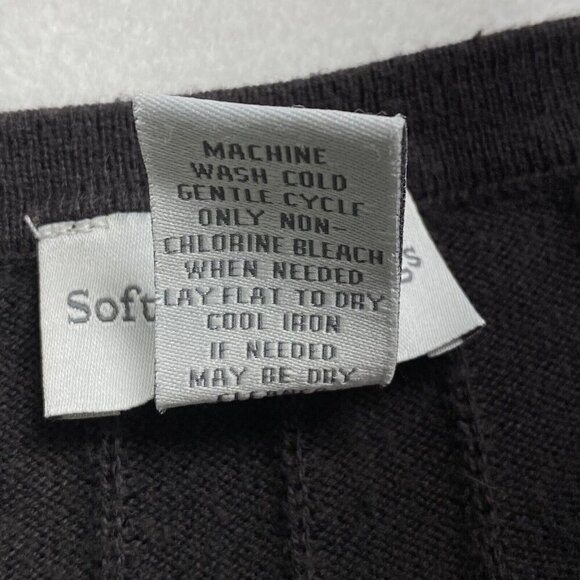 MACHINE
WASH COLD
GENTLE CYCLE
ONLY NON-
CHLORINE BLEACH
WHEN NEEDED
LAY FLAT TO DRY
COOL IRON
IF NEEDED
MAY BE DRY
Soft